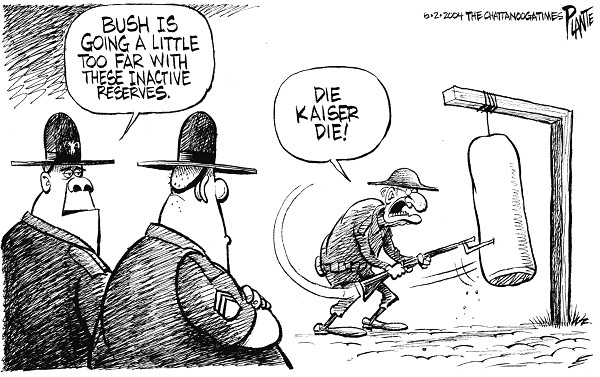 6·2·2004 THE CHATTANOOGA TIMES PLANTE
BUSH IS
GOING A LITTLE
TOO FAR WITH
THESE INACTIVE
RESERVES.
DIE
KAISER
DIE!